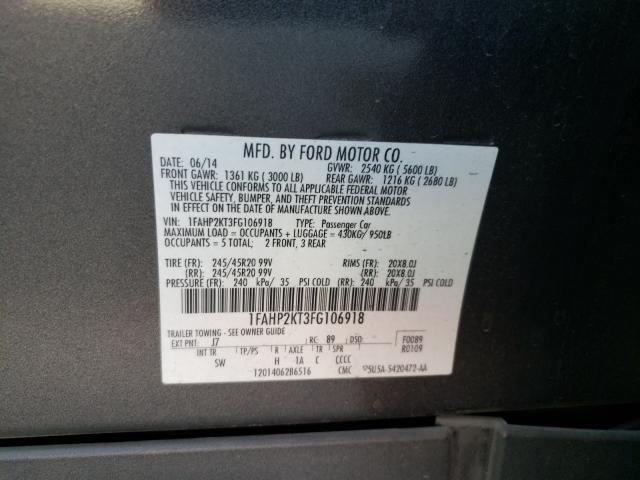 MFD. BY FORD MOTOR CO.
DATE: 06/14 GVWR: 2540 KG ( 5600 LB)
FRONT GAWR: 1361 KG ( 3000 LB) REAR GAWR: 1216 KG ( 2680 LB)
THIS VEHICLE CONFORMS TO ALL APPLICABLE FEDERAL MOTOR
VEHICLE SAFETY, BUMPER, AND THEFT PREVENTION STANDARDS
IN EFFECT ON THE DATE OF MANUFACTURE SHOWN ABOVE.
VIN: 1FAHP2KT3FG106918 TYPE: Passenger Car
MAXIMUM LOAD = OCCUPANTS + LUGGAGE = 430KG/ 950LB
OCCUPANTS = 5 TOTAL; 2 FRONT, 3 REAR
TIRE (FR): 245/45R20 99V RIMS (FR): 20X8.0J
(RR): 245/45R20 99V (RR): 20X8.0J
PRESSURE (FR): 240 kPa/ 35 PSI COLD (RR): 240 kPa/ 35 PSI COLD
1FAHP2KT3FG106918
TRAILER TOWING - SEE OWNER GUIDE
EXT PNT: J7 RC: 89 DSO: F0089
INT TR TP/PS R AXLE TR SPR R0109
SW H 1A C CCCC
12014062B6516 CMC 5U5A-5420472-AA